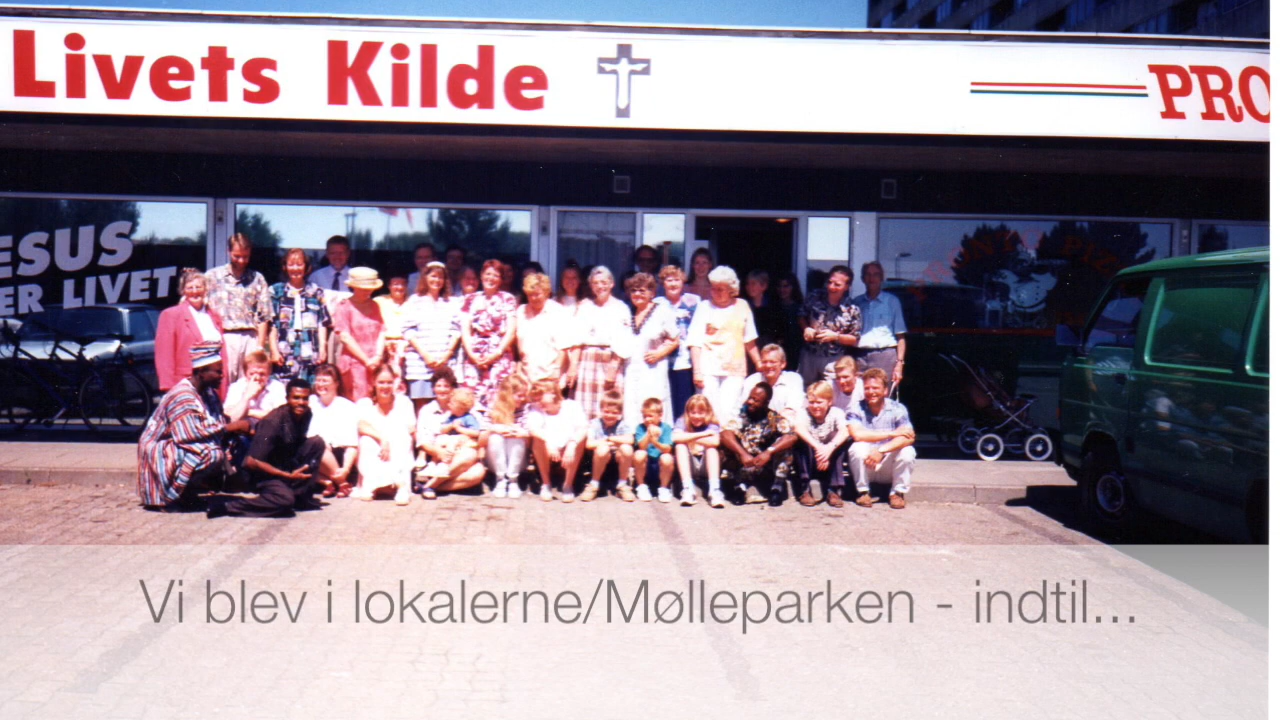 Livets Kilde
PRO
ESUS
ER LIVET
Vi blev i lokalerne/Mølleparken - indtil...